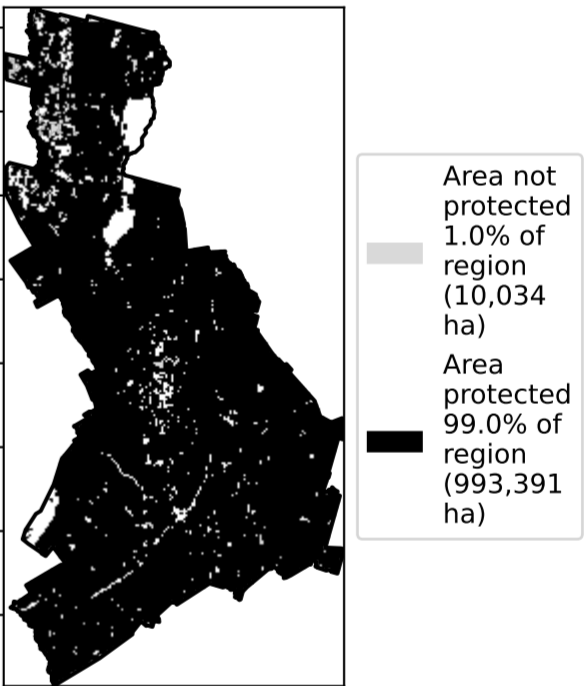 Area not
protected
1.0% of
region
(10,034
ha)
Area
protected
99.0% of
region
(993,391
ha)